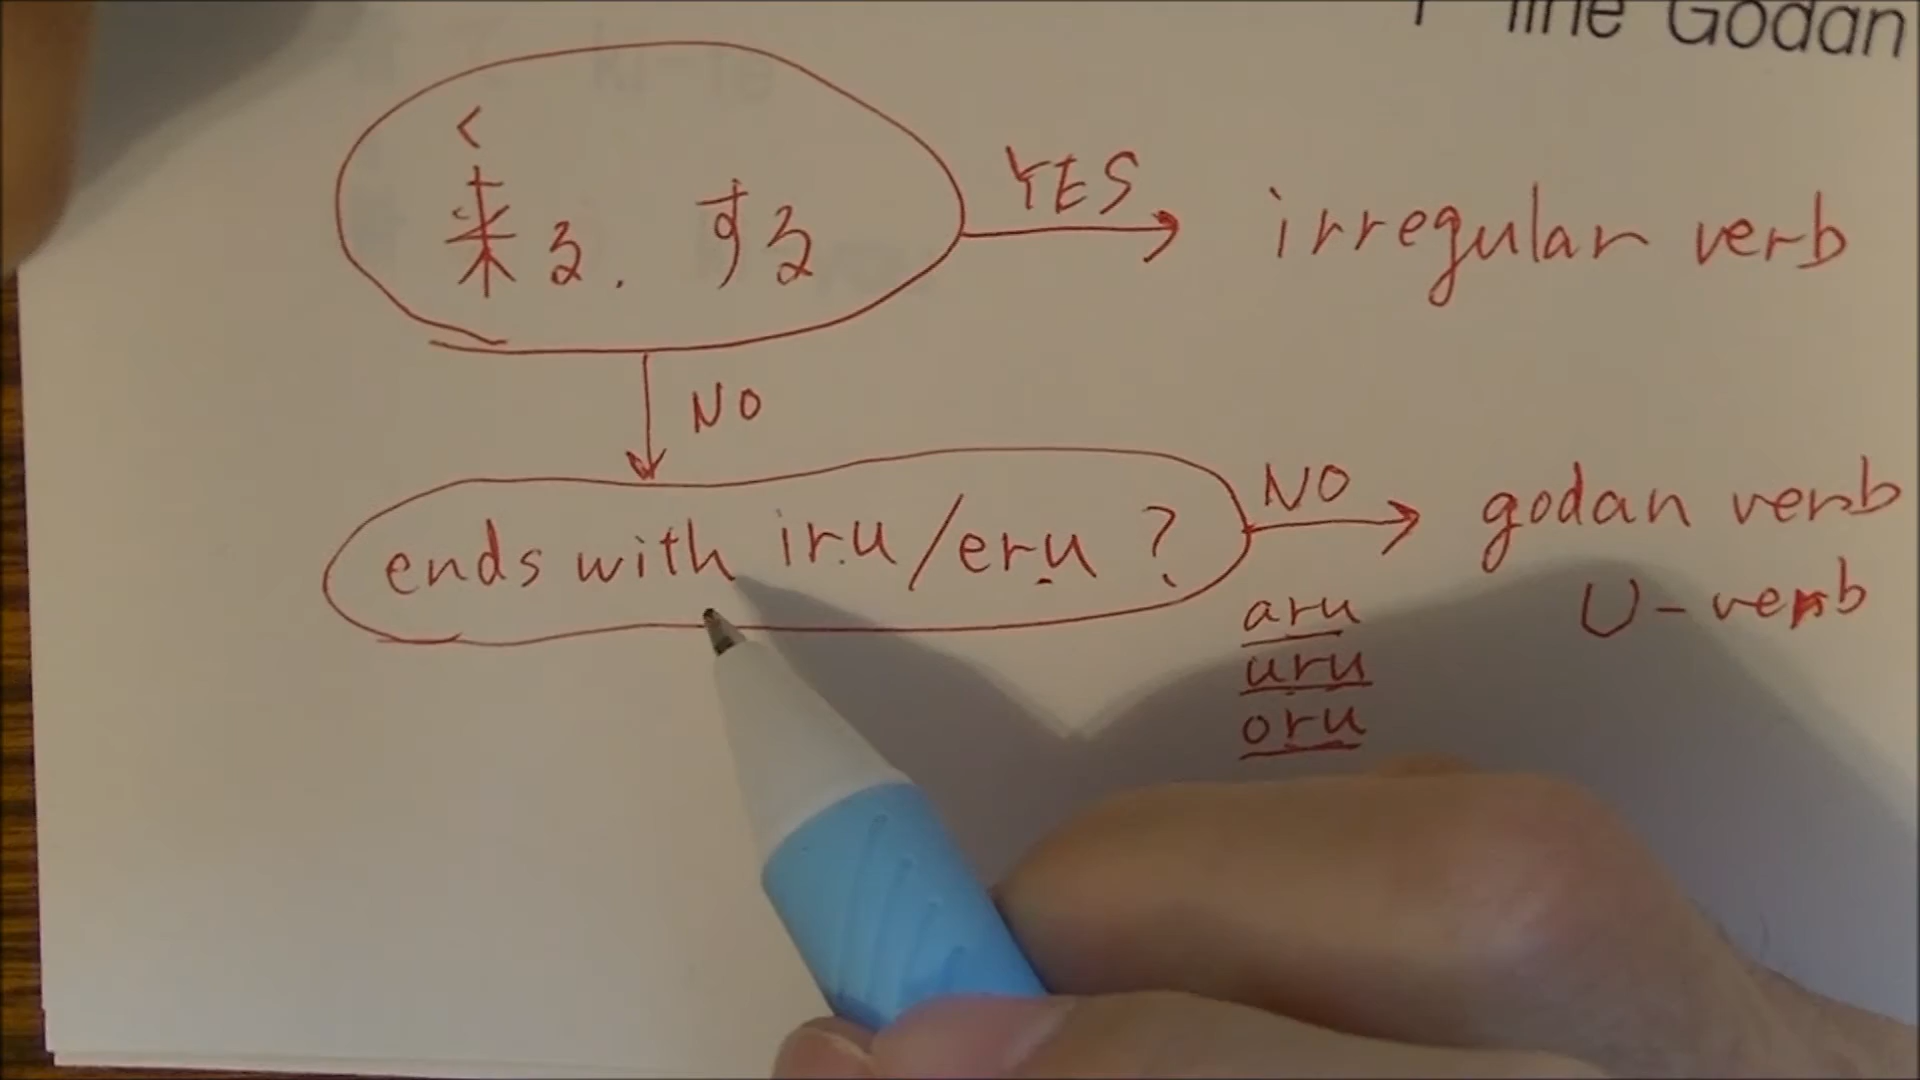 line Godan
く
来る、する
YES
irregular verb
NO
ends with iru/eru?
NO
godan verb
U-verb
aru
uru
oru